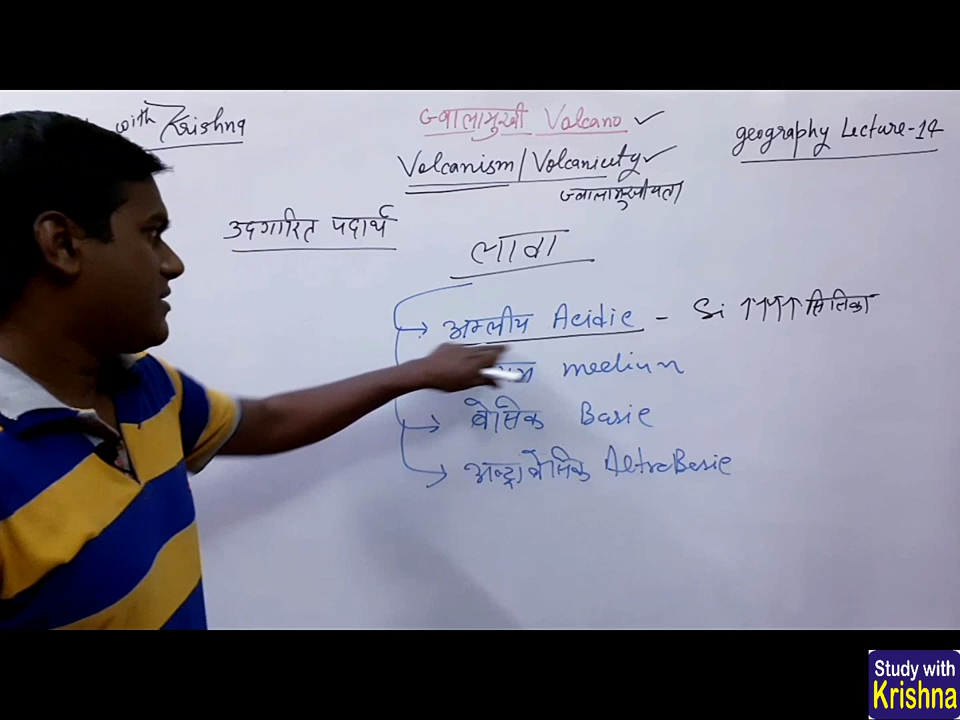 with Krishna
ज्वालामुखी Volcano ✓
geography Lecture-14
Volcanism/Volcanicity ✓
ज्वालामुखीयता
उदगारित पदार्थ
लावा
→ अम्लीय Acidic - Si ↑↑↑↑ सिलिका
medium
→ बेसिक Basic
→ अल्ट्राबेसिक AltraBasic
Study with
Krishna